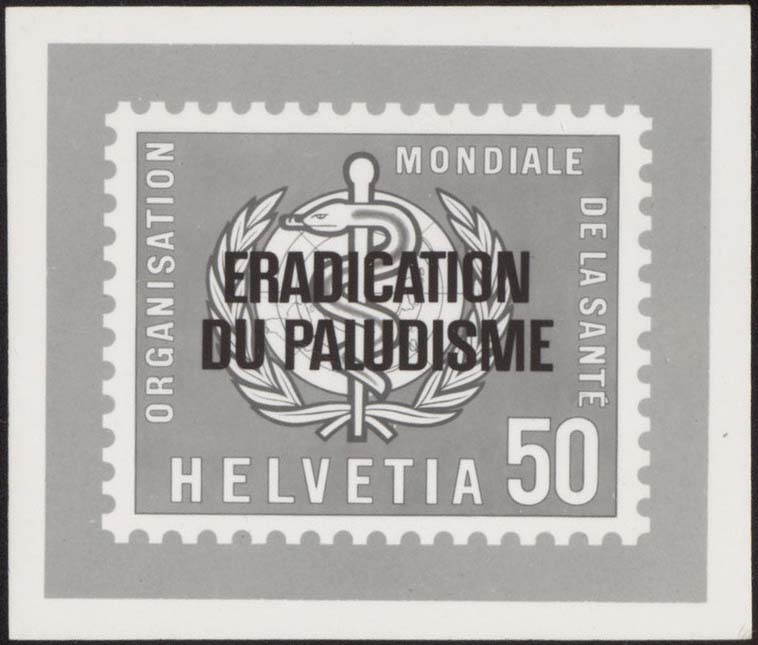 ORGANISATION
MONDIALE
DE LA SANTÉ
ERADICATION
DU PALUDISME
HELVETIA 50